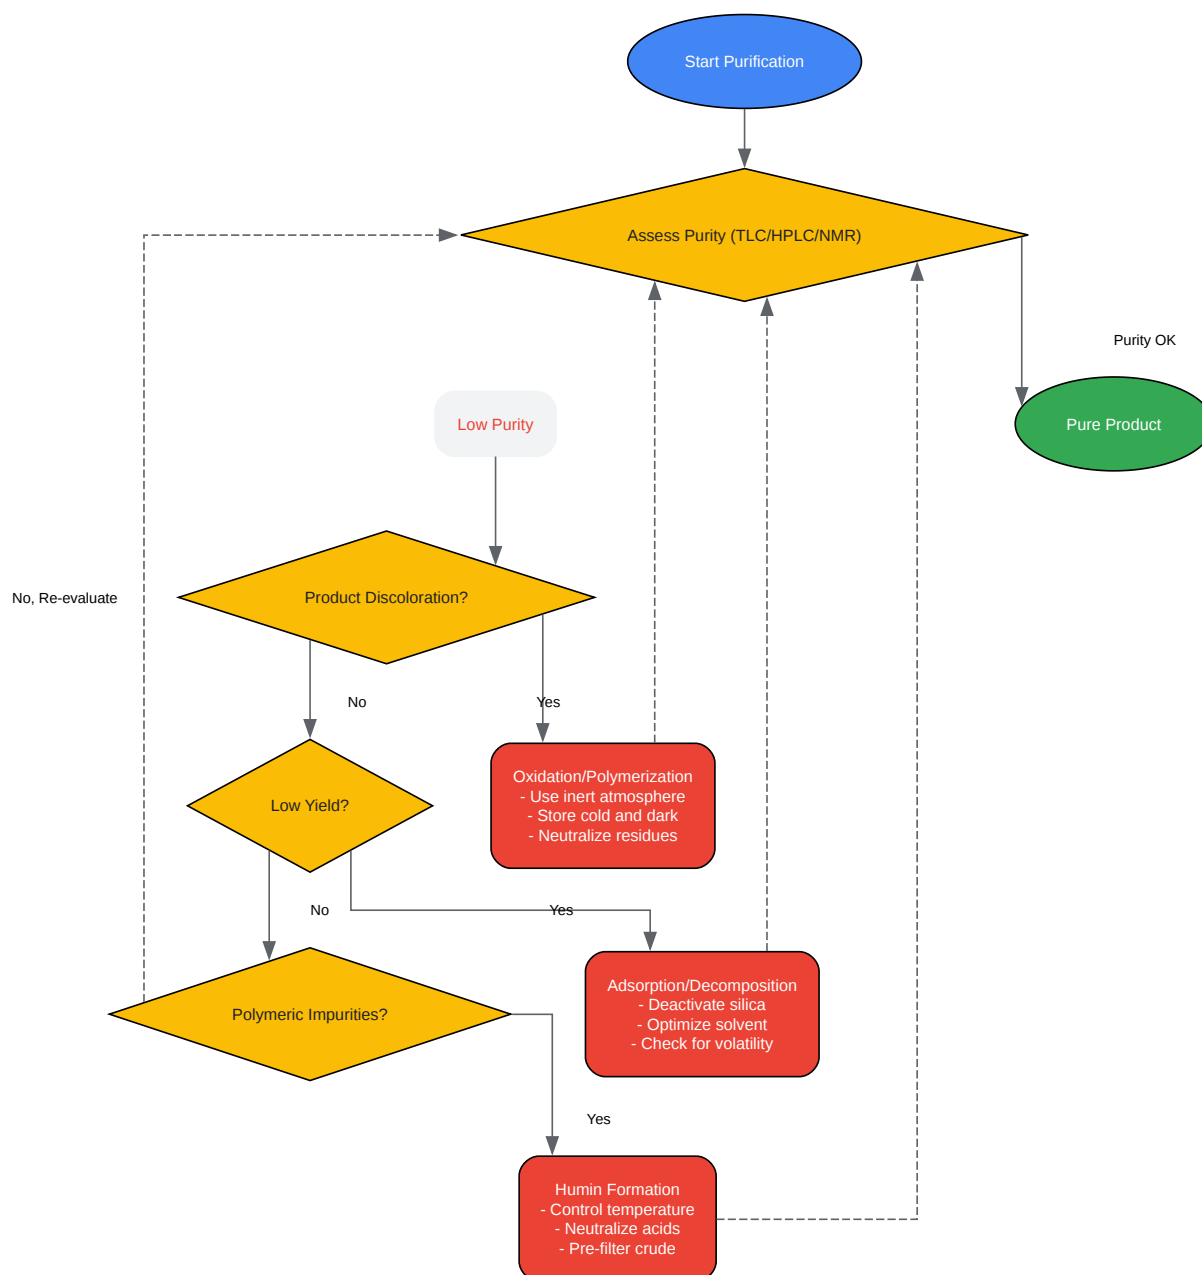 Start Purification
Assess Purity (TLC/HPLC/NMR)
Purity OK
Low Purity
Pure Product
No, Re-evaluate
Product Discoloration?
No
Yes
Oxidation/Polymerization
- Use inert atmosphere
- Store cold and dark
- Neutralize residues
Low Yield?
No
Yes
Adsorption/Decomposition
- Deactivate silica
- Optimize solvent
- Check for volatility
Polymeric Impurities?
Yes
Humin Formation
- Control temperature
- Neutralize acids
- Pre-filter crude